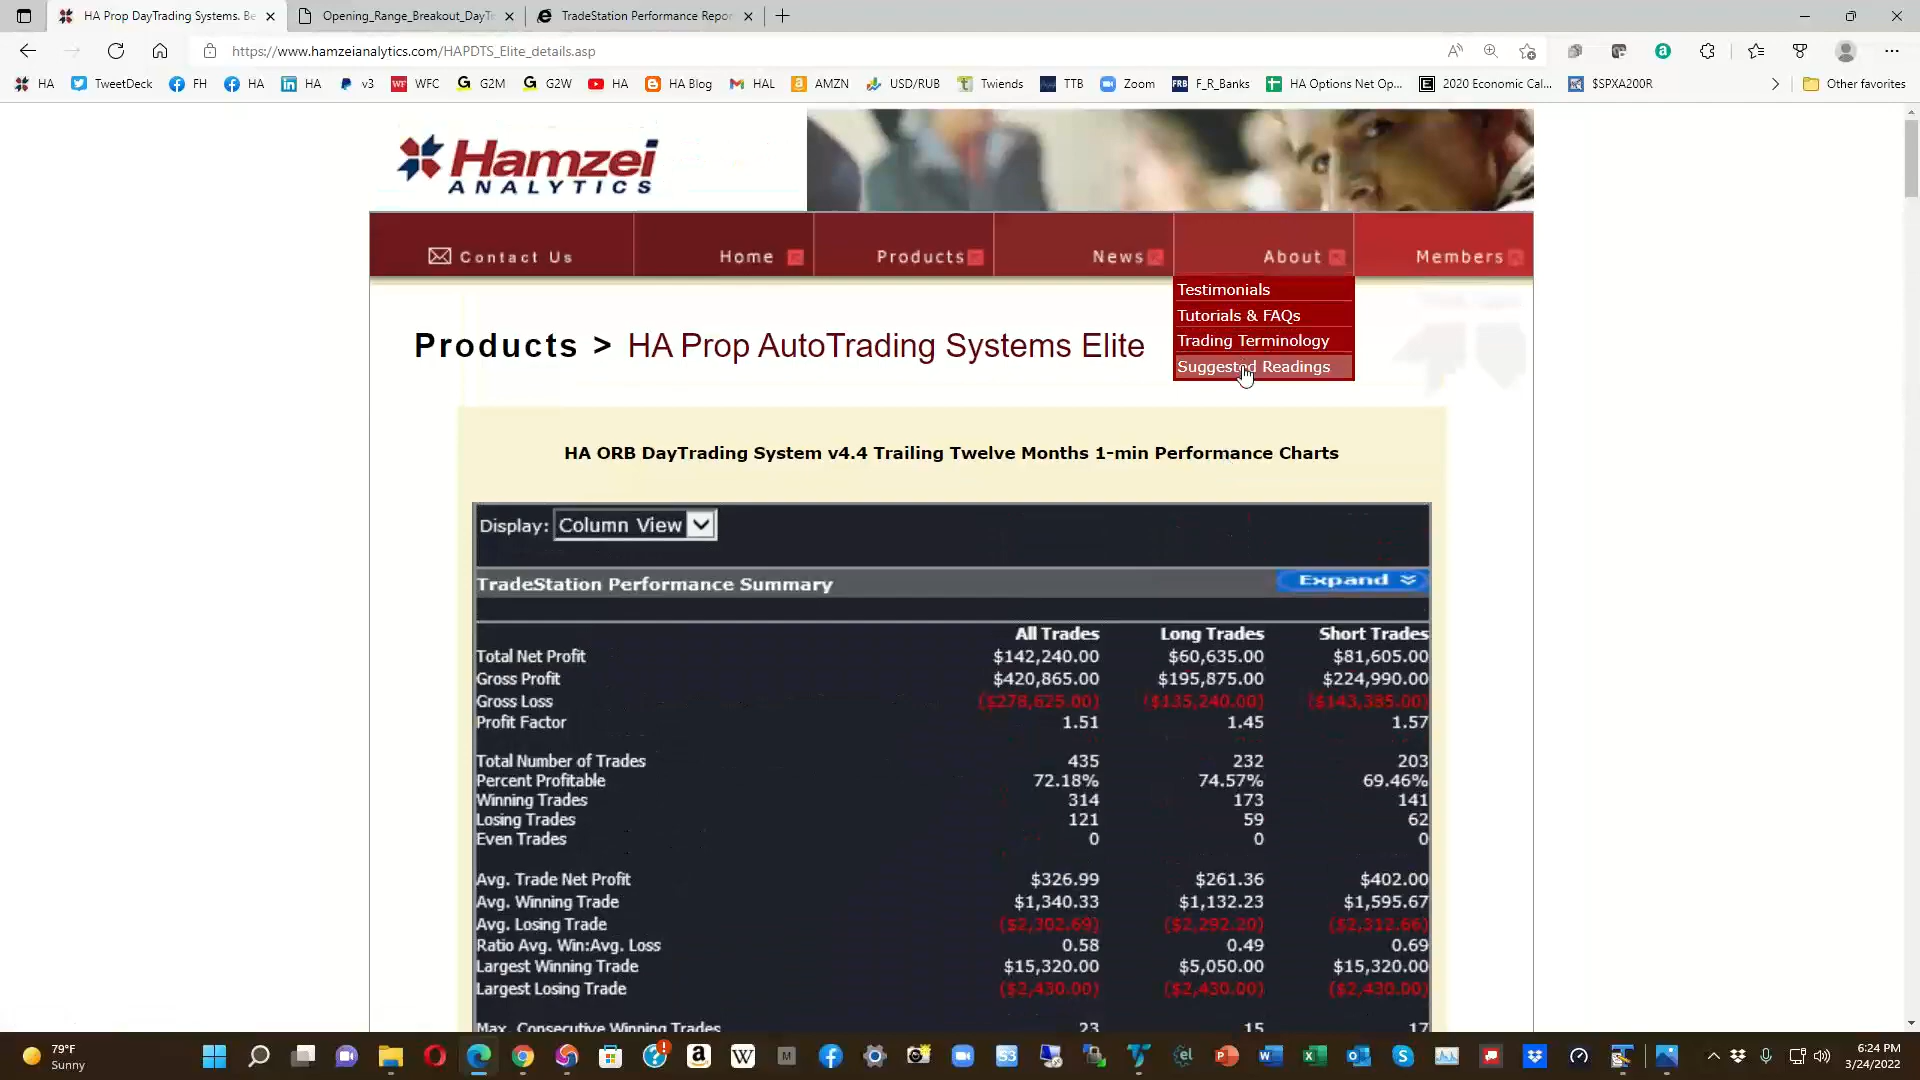 HA Prop DayTrading Systems. Be
Opening_Range_Breakout_DayT
TradeStation Performance Repor
https://www.hamzeianalytics.com/HAPDTS_Elite_details.asp
HA TweetDeck FH HA HA v3 WFC G2M G2W HA HA Blog HAL AMZN USD/RUB Twiends TTB Zoom F_R_Banks HA Options Net Op... 2020 Economic Cal... $SPXA200R Other favorites
Hamzei
ANALYTICS
Contact Us Home Products News About Members
Testimonials
Tutorials & FAQs
Trading Terminology
Suggested Readings
Products > HA Prop AutoTrading Systems Elite
HA ORB DayTrading System v4.4 Trailing Twelve Months 1-min Performance Charts
Display: Column View
TradeStation Performance Summary Expand
All Trades Long Trades Short Trades
Total Net Profit $142,240.00 $60,635.00 $81,605.00
Gross Profit $420,865.00 $195,875.00 $224,990.00
Gross Loss ($278,625.00) ($135,240.00) ($143,385.00)
Profit Factor 1.51 1.45 1.57
Total Number of Trades 435 232 203
Percent Profitable 72.18% 74.57% 69.46%
Winning Trades 314 173 141
Losing Trades 121 59 62
Even Trades 0 0 0
Avg. Trade Net Profit $326.99 $261.36 $402.00
Avg. Winning Trade $1,340.33 $1,132.23 $1,595.67
Avg. Losing Trade ($2,302.69) ($2,292.20) ($2,312.66)
Ratio Avg. Win:Avg. Loss 0.58 0.49 0.69
Largest Winning Trade $15,320.00 $5,050.00 $15,320.00
Largest Losing Trade ($2,430.00) ($2,430.00) ($2,430.00)
Max. Consecutive Winning Trades 23 15 17
79°F
Sunny
6:24 PM
3/24/2022